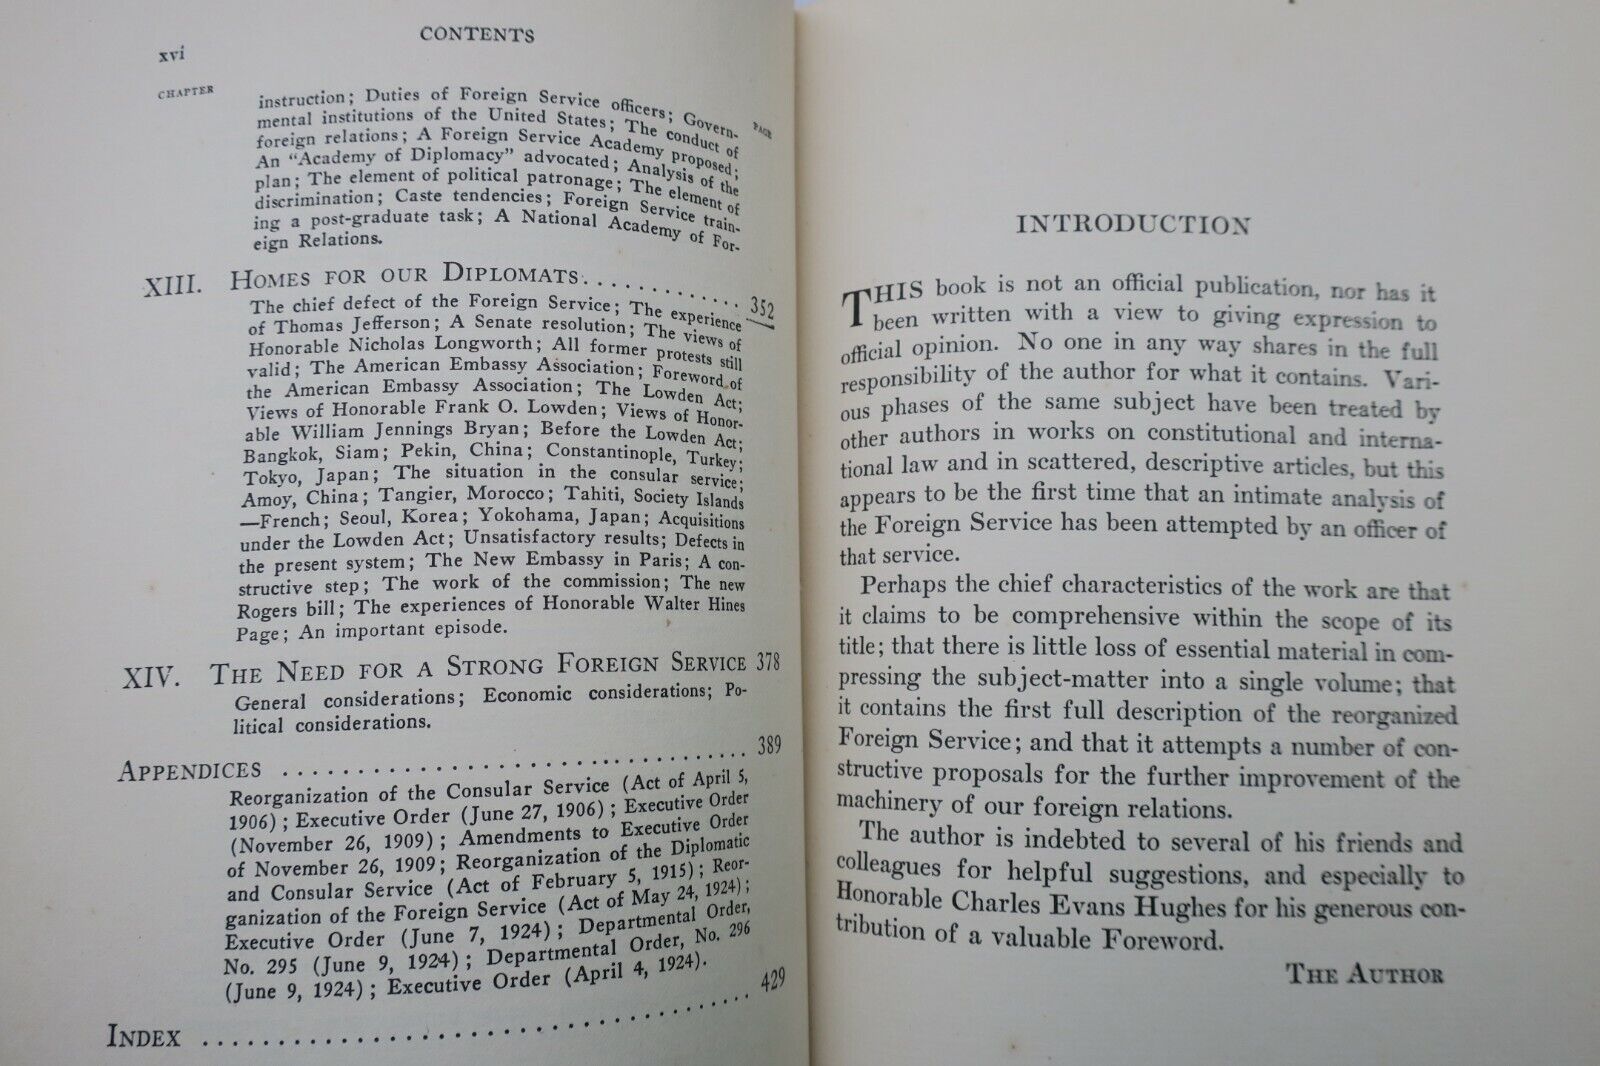 xvi
CONTENTS
CHAPTER
PAGE
instruction; Duties of Foreign Service officers; Govern-
mental institutions of the United States; The conduct of
foreign relations; A Foreign Service Academy proposed;
An "Academy of Diplomacy" advocated; Analysis of the
plan; The element of political patronage; The element of
discrimination; Caste tendencies; Foreign Service train-
ing a post-graduate task; A National Academy of For-
eign Relations.
XIII. HOMES FOR OUR DIPLOMATS . . . . . . . . . . . . . 352
The chief defect of the Foreign Service; The experience
of Thomas Jefferson; A Senate resolution; The views of
Honorable Nicholas Longworth; All former protests still
valid; The American Embassy Association; Foreword of
the American Embassy Association; The Lowden Act;
Views of Honorable Frank O. Lowden; Views of Honor-
able William Jennings Bryan; Before the Lowden Act;
Bangkok, Siam; Pekin, China; Constantinople, Turkey;
Tokyo, Japan; The situation in the consular service;
Amoy, China; Tangier, Morocco; Tahiti, Society Islands
—French; Seoul, Korea; Yokohama, Japan; Acquisitions
under the Lowden Act; Unsatisfactory results; Defects in
the present system; The New Embassy in Paris; A con-
structive step; The work of the commission; The new
Rogers bill; The experiences of Honorable Walter Hines
Page; An important episode.
XIV. THE NEED FOR A STRONG FOREIGN SERVICE 378
General considerations; Economic considerations; Po-
litical considerations.
APPENDICES . . . . . . . . . . . . . . . . . . . . . . . . . . 389
Reorganization of the Consular Service (Act of April 5,
1906); Executive Order (June 27, 1906); Executive Order
(November 26, 1909); Amendments to Executive Order
of November 26, 1909; Reorganization of the Diplomatic
and Consular Service (Act of February 5, 1915); Reor-
ganization of the Foreign Service (Act of May 24, 1924);
Executive Order (June 7, 1924); Departmental Order,
No. 295 (June 9, 1924); Departmental Order, No. 296
(June 9, 1924); Executive Order (April 4, 1924).
INDEX . . . . . . . . . . . . . . . . . . . . . . . . . . . . . . 429
INTRODUCTION
THIS book is not an official publication, nor has it
been written with a view to giving expression to
official opinion. No one in any way shares in the full
responsibility of the author for what it contains. Vari-
ous phases of the same subject have been treated by
other authors in works on constitutional and interna-
tional law and in scattered, descriptive articles, but this
appears to be the first time that an intimate analysis of
the Foreign Service has been attempted by an officer of
that service.
Perhaps the chief characteristics of the work are that
it claims to be comprehensive within the scope of its
title; that there is little loss of essential material in com-
pressing the subject-matter into a single volume; that
it contains the first full description of the reorganized
Foreign Service; and that it attempts a number of con-
structive proposals for the further improvement of the
machinery of our foreign relations.
The author is indebted to several of his friends and
colleagues for helpful suggestions, and especially to
Honorable Charles Evans Hughes for his generous con-
tribution of a valuable Foreword.
THE AUTHOR